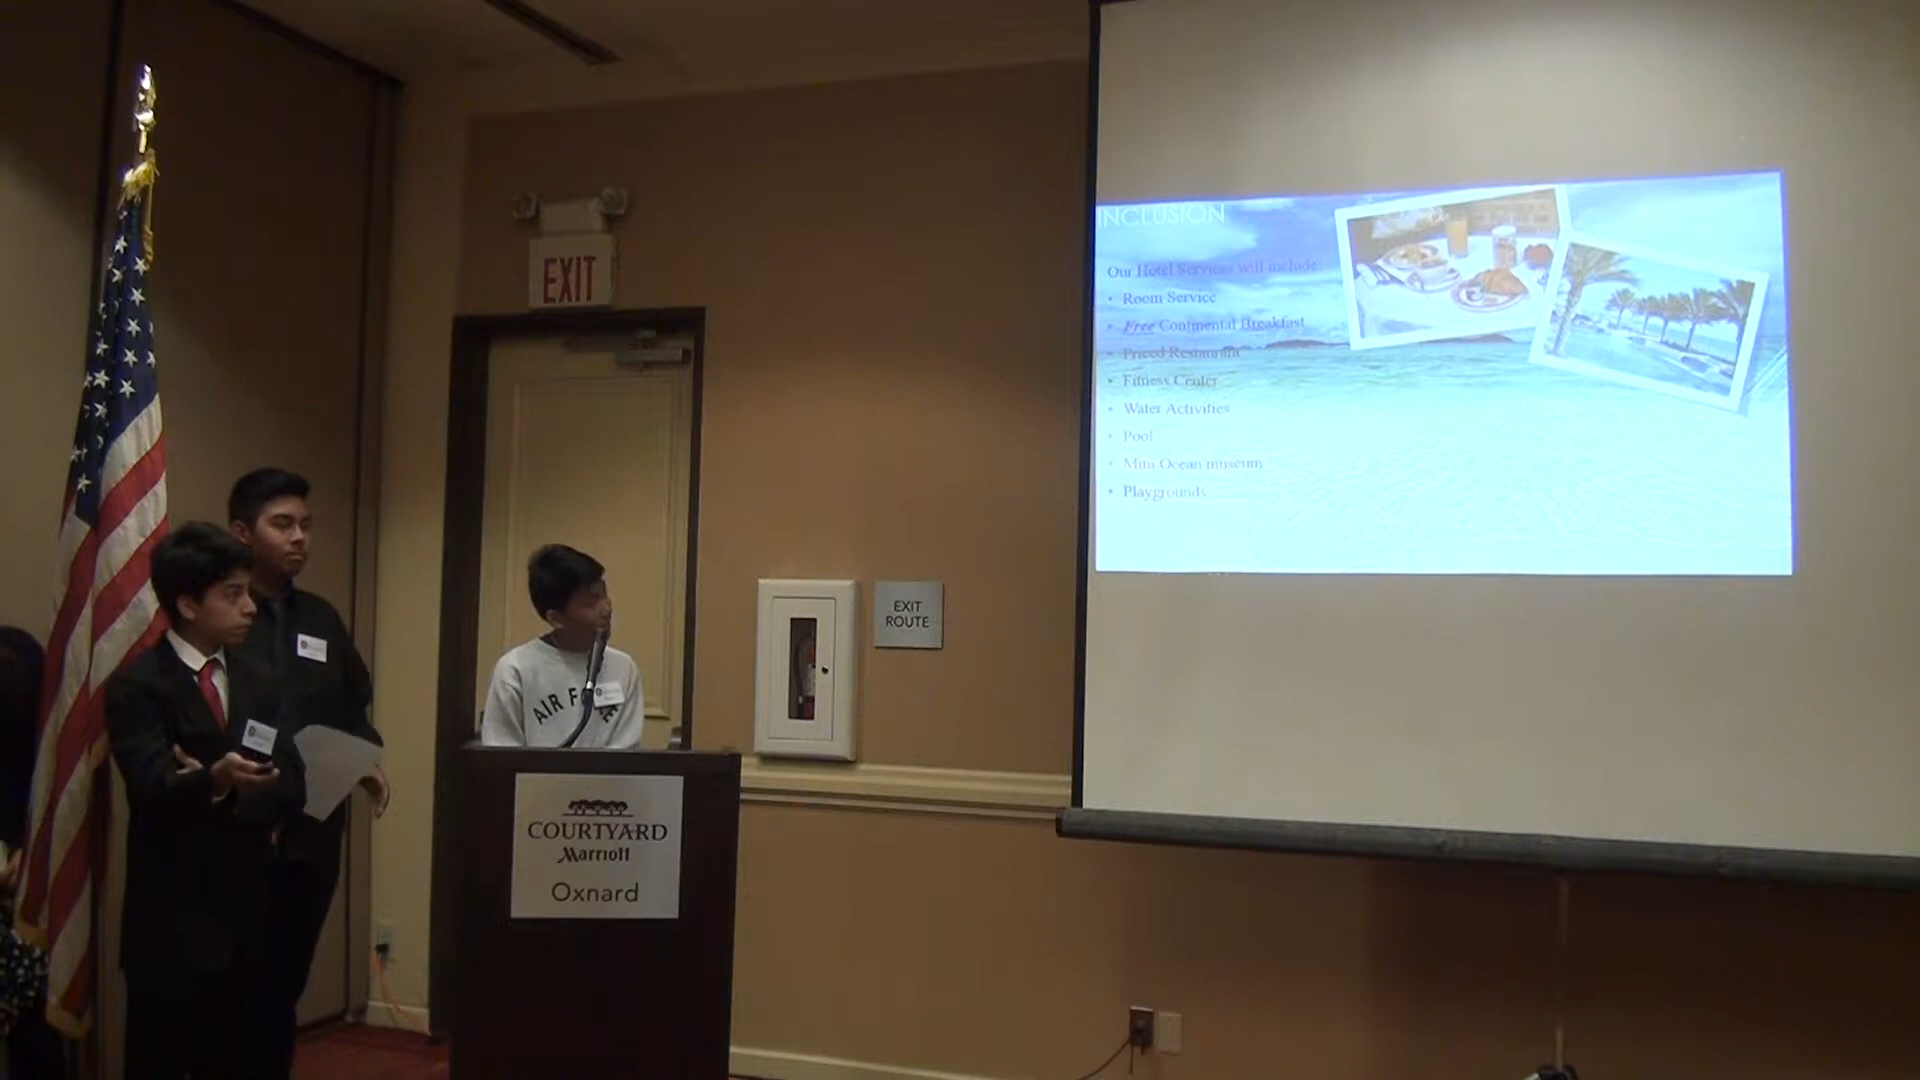 EXIT
INCLUSION
Our Hotel Services will include:
• Room Service
• Free Continental Breakfast
• Priced Restaurant
• Fitness Center
• Water Activities
• Pool
• Mini Ocean museum
• Playgrounds
EXIT
ROUTE
AIR FORCE
COURTYARD
Marriott
Oxnard